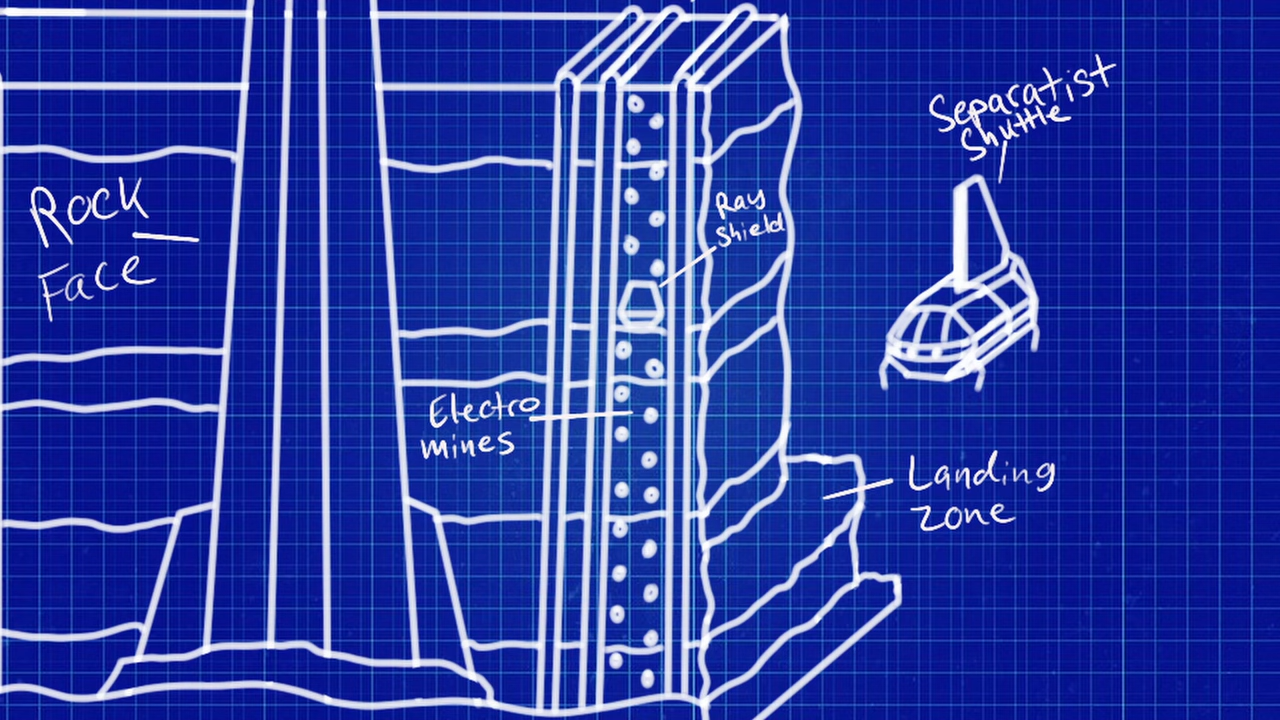 Rock
Face
Electro
mines
Ray
Shield
Separatist
Shuttle
Landing
Zone